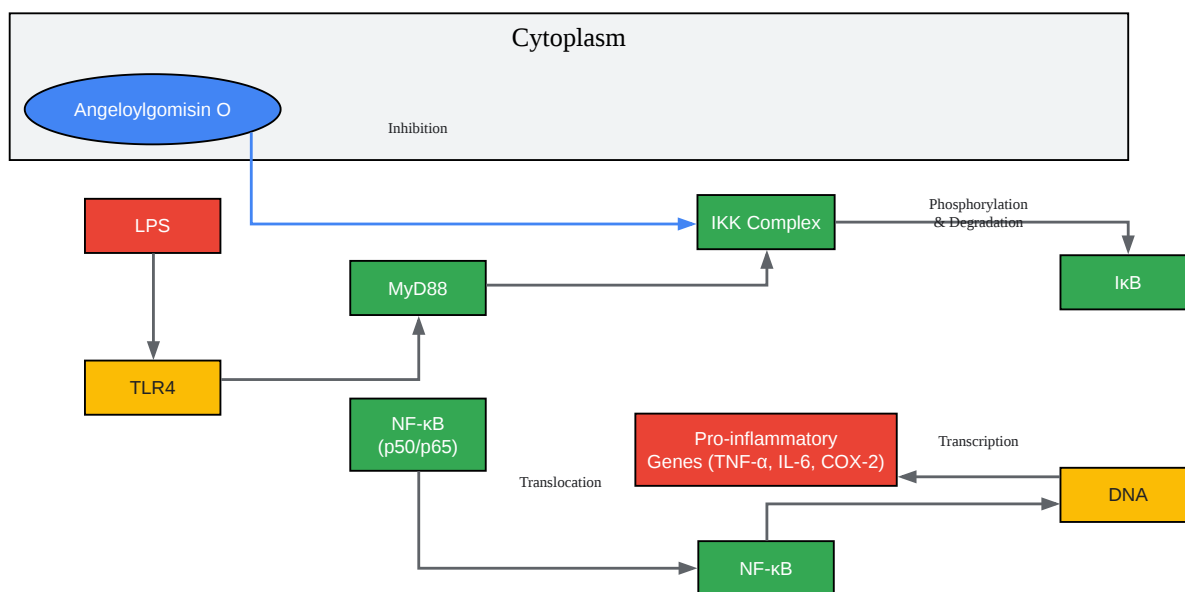 Cytoplasm
Angeloylgomisin O
Inhibition
LPS
IKK Complex
Phosphorylation
& Degradation
MyD88
IκB
TLR4
NF-κB
(p50/p65)
Pro-inflammatory
Genes (TNF-α, IL-6, COX-2)
Transcription
Translocation
DNA
NF-κB